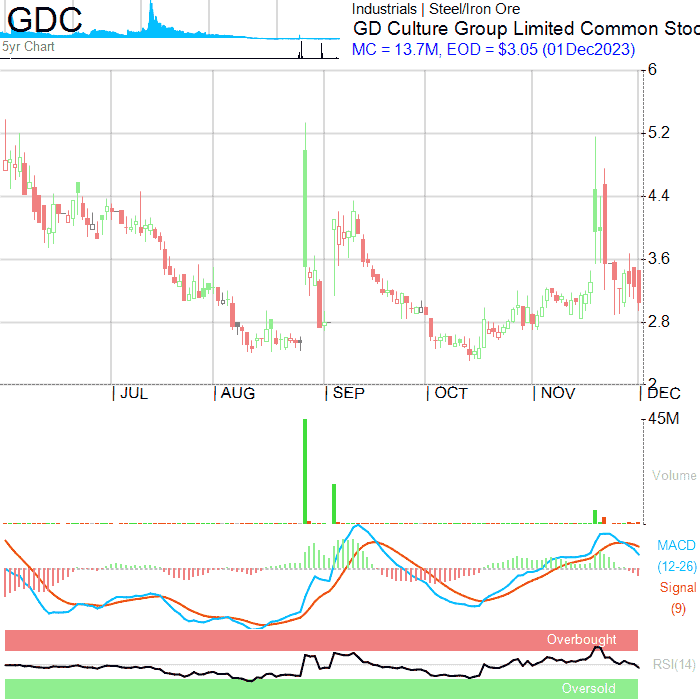 GDC
5yr Chart
Industrials | Steel/Iron Ore
GD Culture Group Limited Common Stoc
MC = 13.7M, EOD = $3.05 (01Dec2023)
6
5.2
4.4
3.6
2.8
2
JUL
AUG
SEP
OCT
NOV
DEC
45M
Volume
MACD
(12-26)
Signal
(9)
Overbought
RSI(14)
Oversold